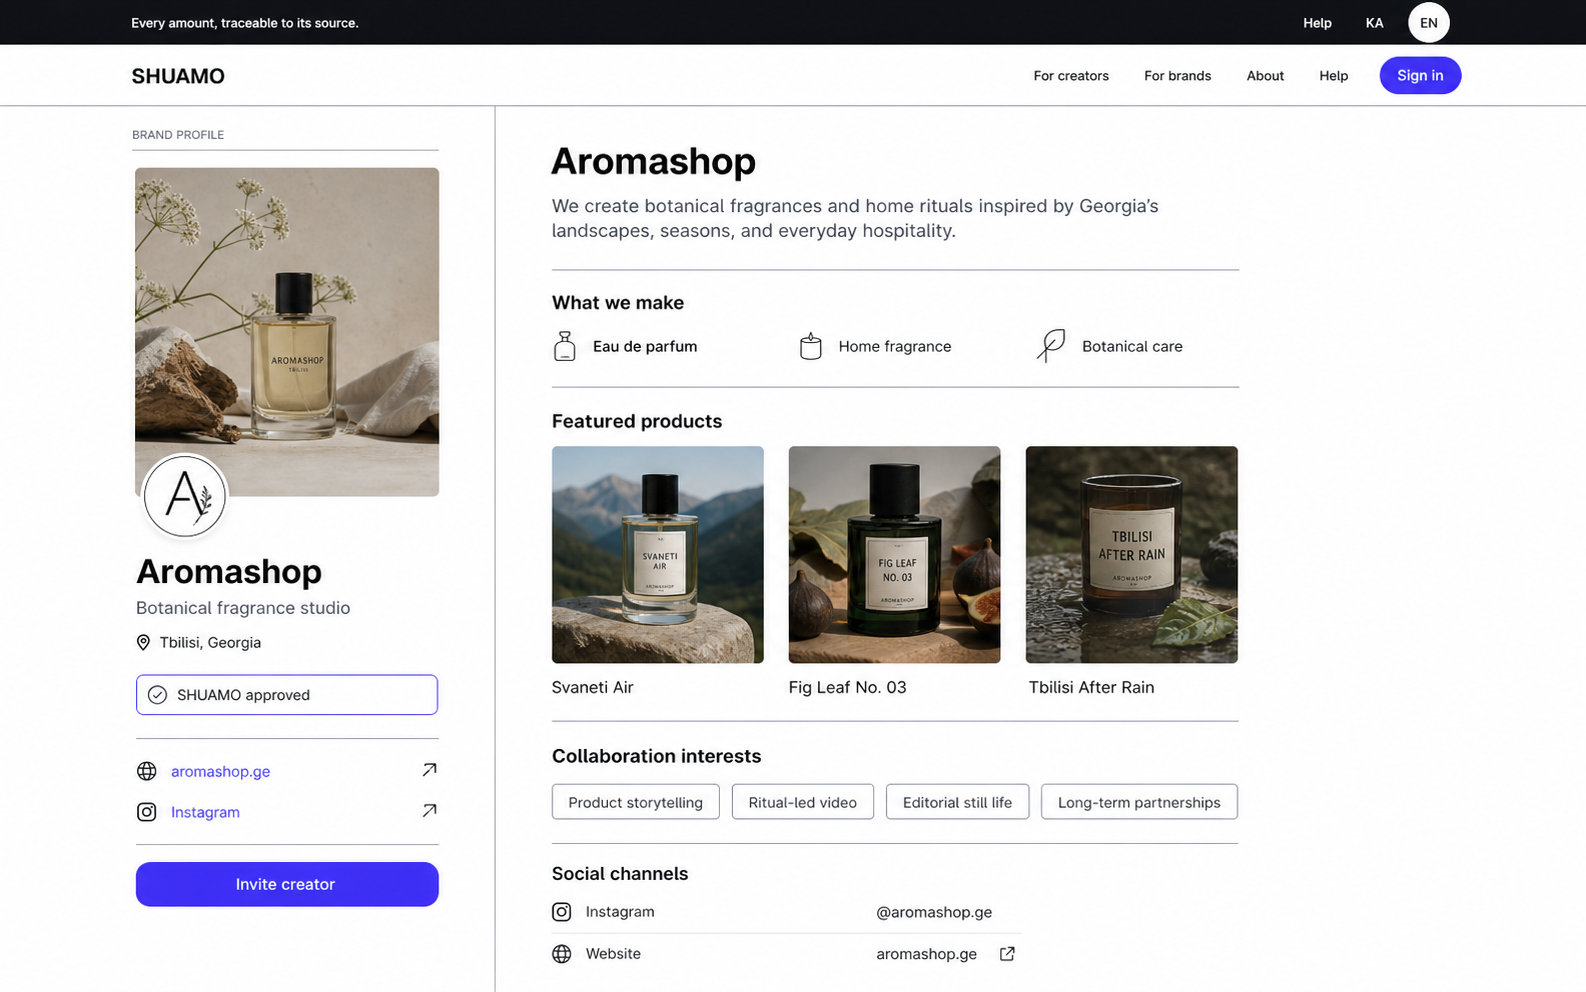 Every amount, traceable to its source.
Help
KA
EN
SHUAMO
For creators
For brands
About
Help
Sign in
BRAND PROFILE
AROMASHOP
TBILISI
A
Aromashop
Botanical fragrance studio
Tbilisi, Georgia
SHUAMO approved
aromashop.ge
Instagram
Invite creator
Aromashop
We create botanical fragrances and home rituals inspired by Georgia's
landscapes, seasons, and everyday hospitality.
What we make
Eau de parfum
Home fragrance
Botanical care
Featured products
SVANETI
AIR
AROMASHOP
FIG LEAF
NO. 03
AROMASHOP
TBILISI
AFTER RAIN
AROMASHOP
Svaneti Air
Fig Leaf No. 03
Tbilisi After Rain
Collaboration interests
Product storytelling
Ritual-led video
Editorial still life
Long-term partnerships
Social channels
Instagram
@aromashop.ge
Website
aromashop.ge